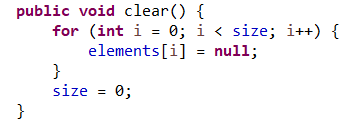 public void clear() {
    for (int i = 0; i < size; i++) {
        elements[i] = null;
    }
    size = 0;
}